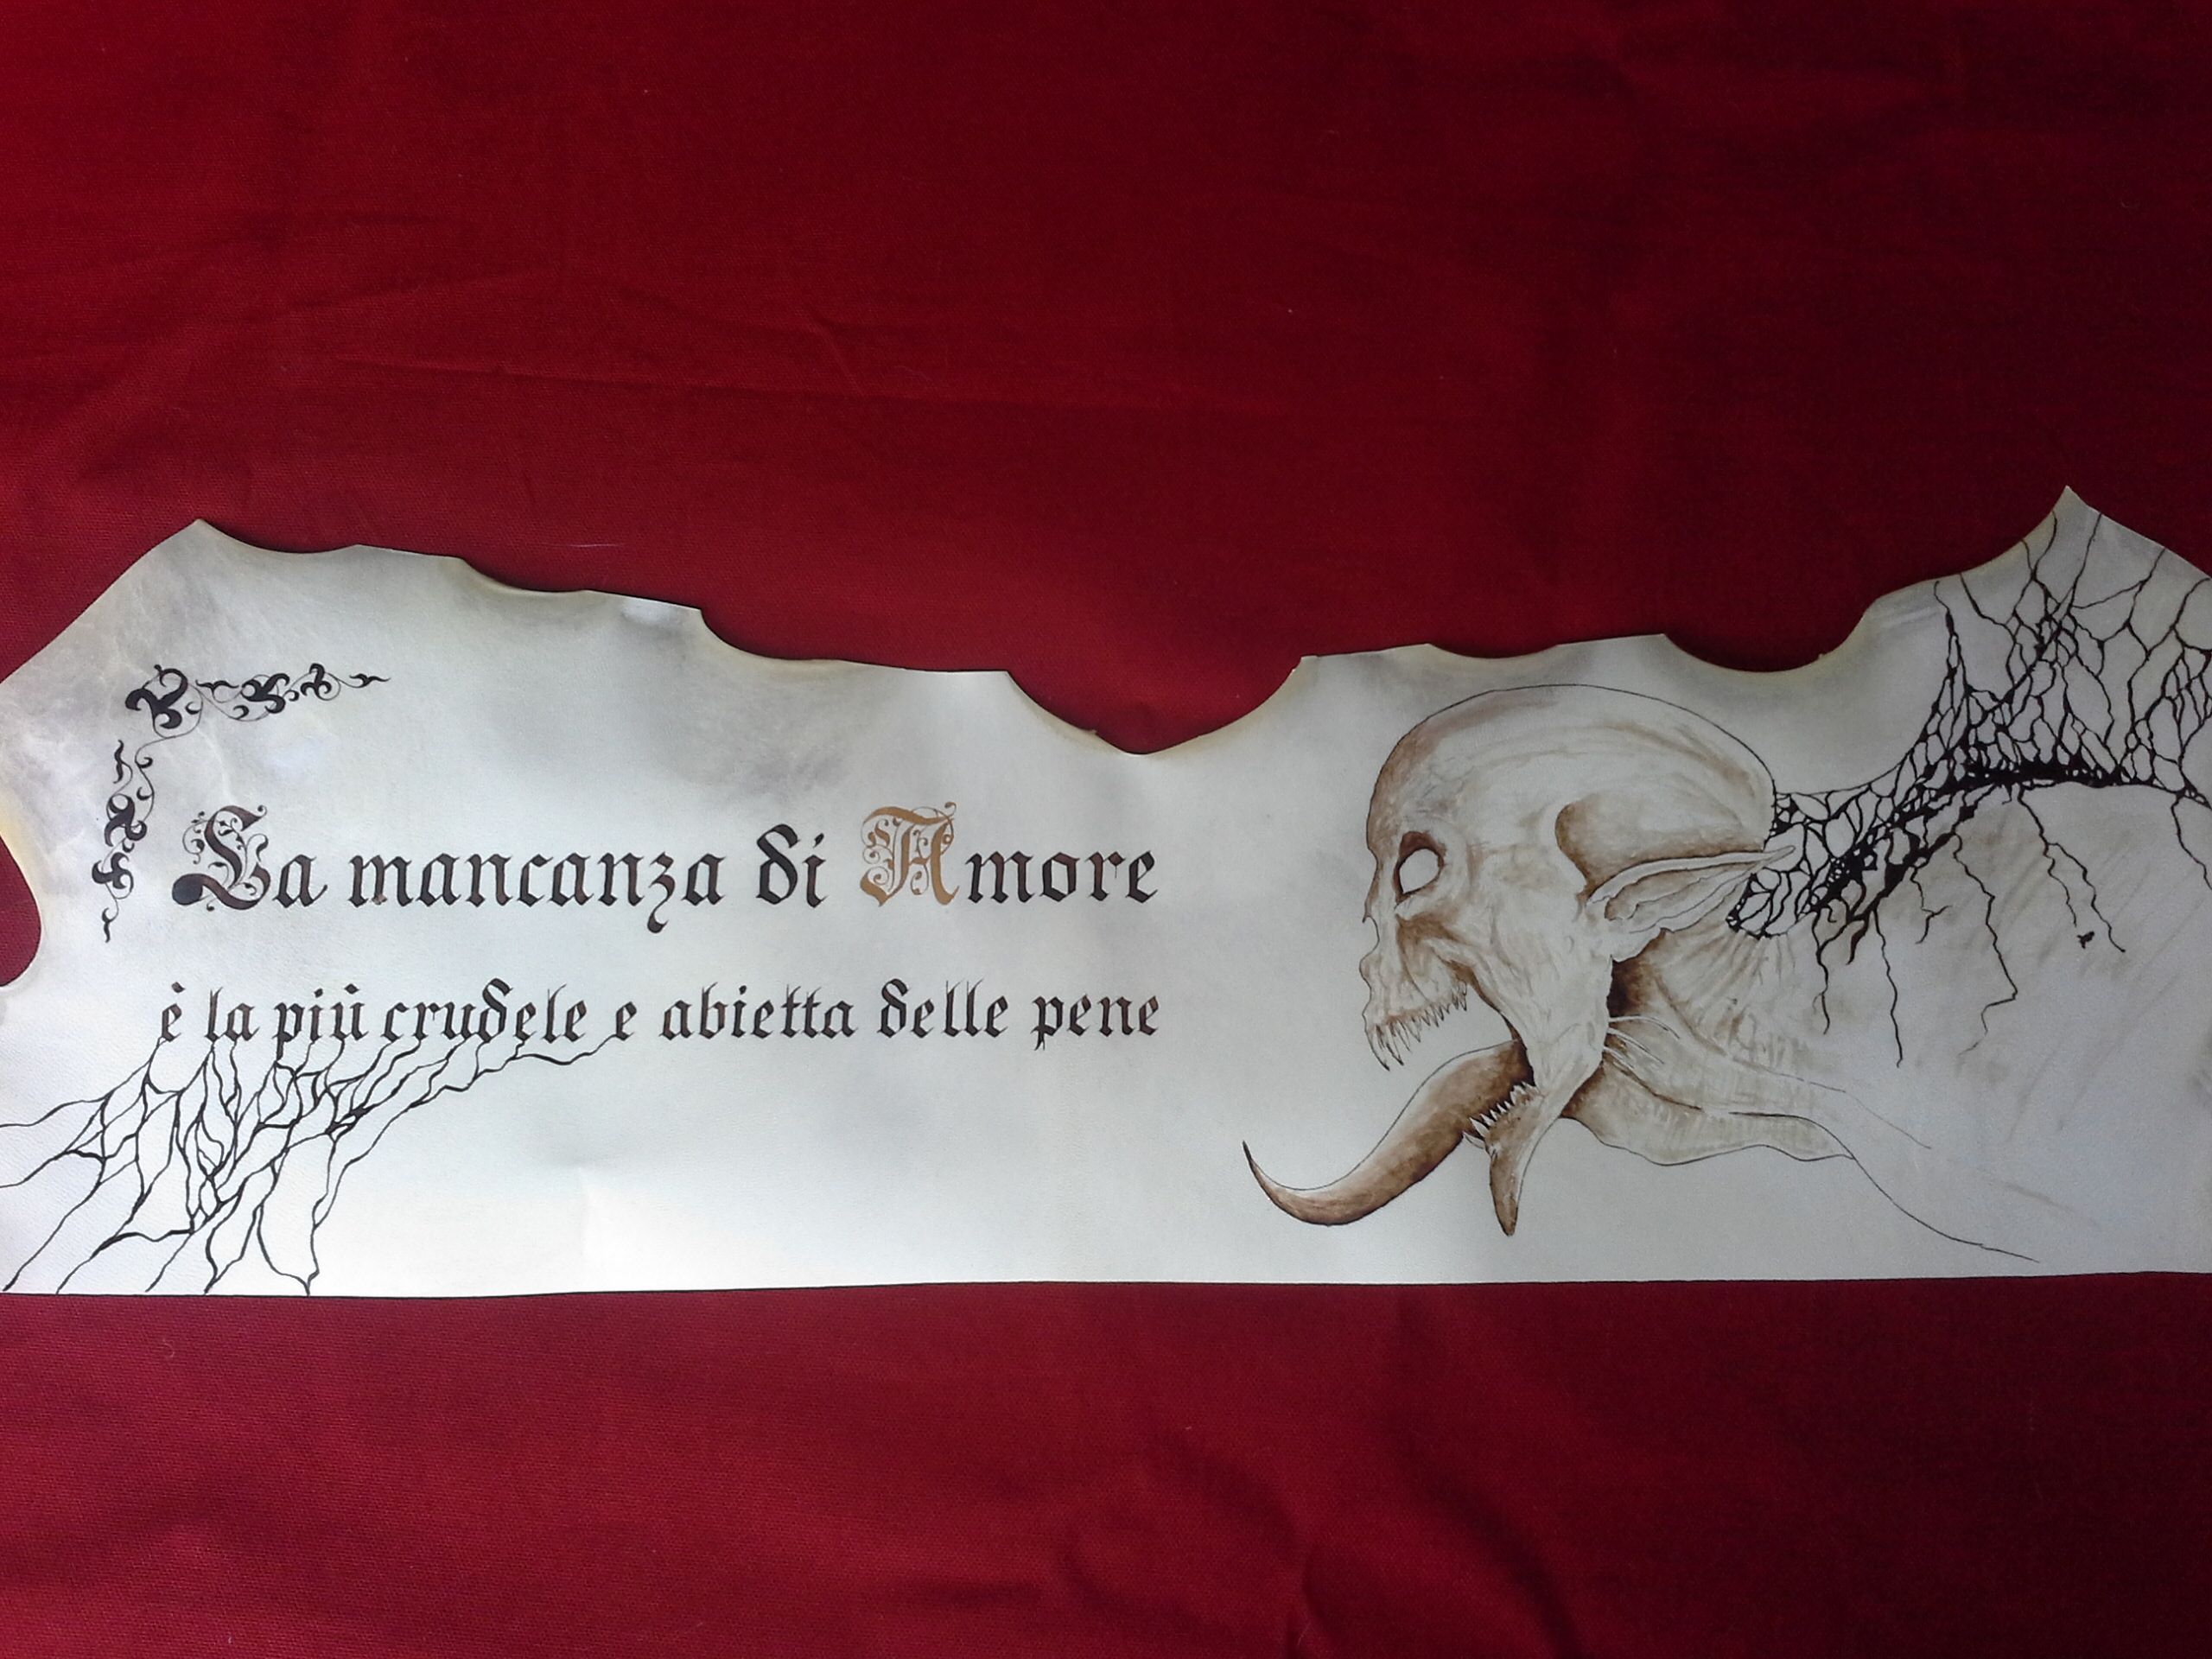 La mancanza di Amore
è la più crudele e abietta delle pene